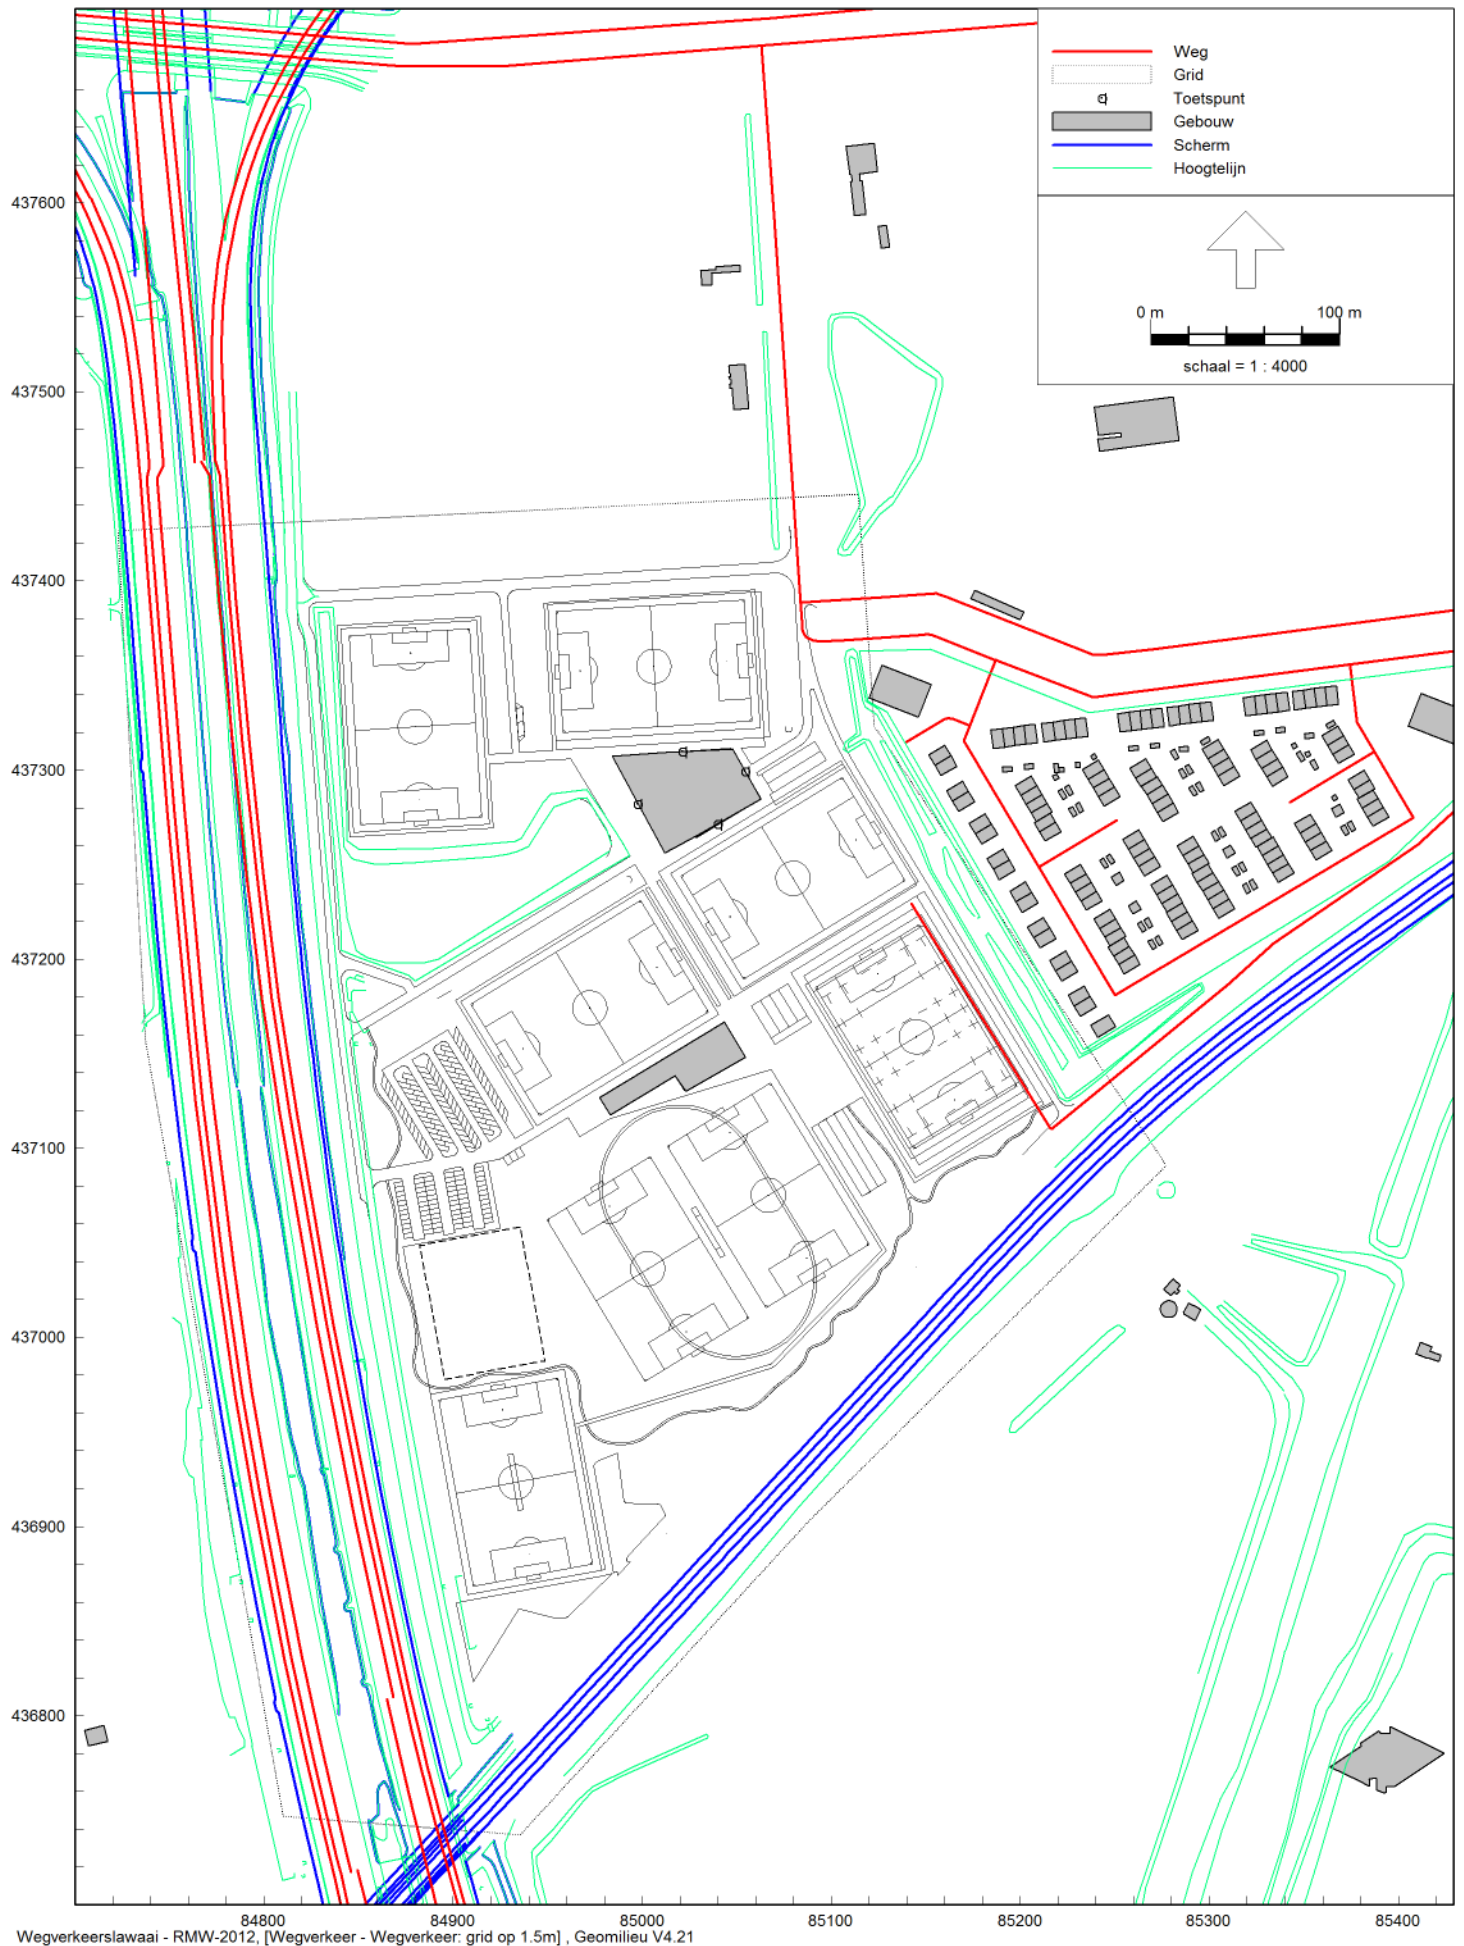 Weg
Grid
Toetspunt
Gebouw
Scherm
Hoogtelijn
0 m 100 m
schaal = 1 : 4000
437600
437500
437400
437300
437200
437100
437000
436900
436800
84800 84900 85000 85100 85200 85300 85400
Wegverkeerslawaai - RMW-2012, [Wegverkeer - Wegverkeer: grid op 1.5m] , Geomilieu V4.21